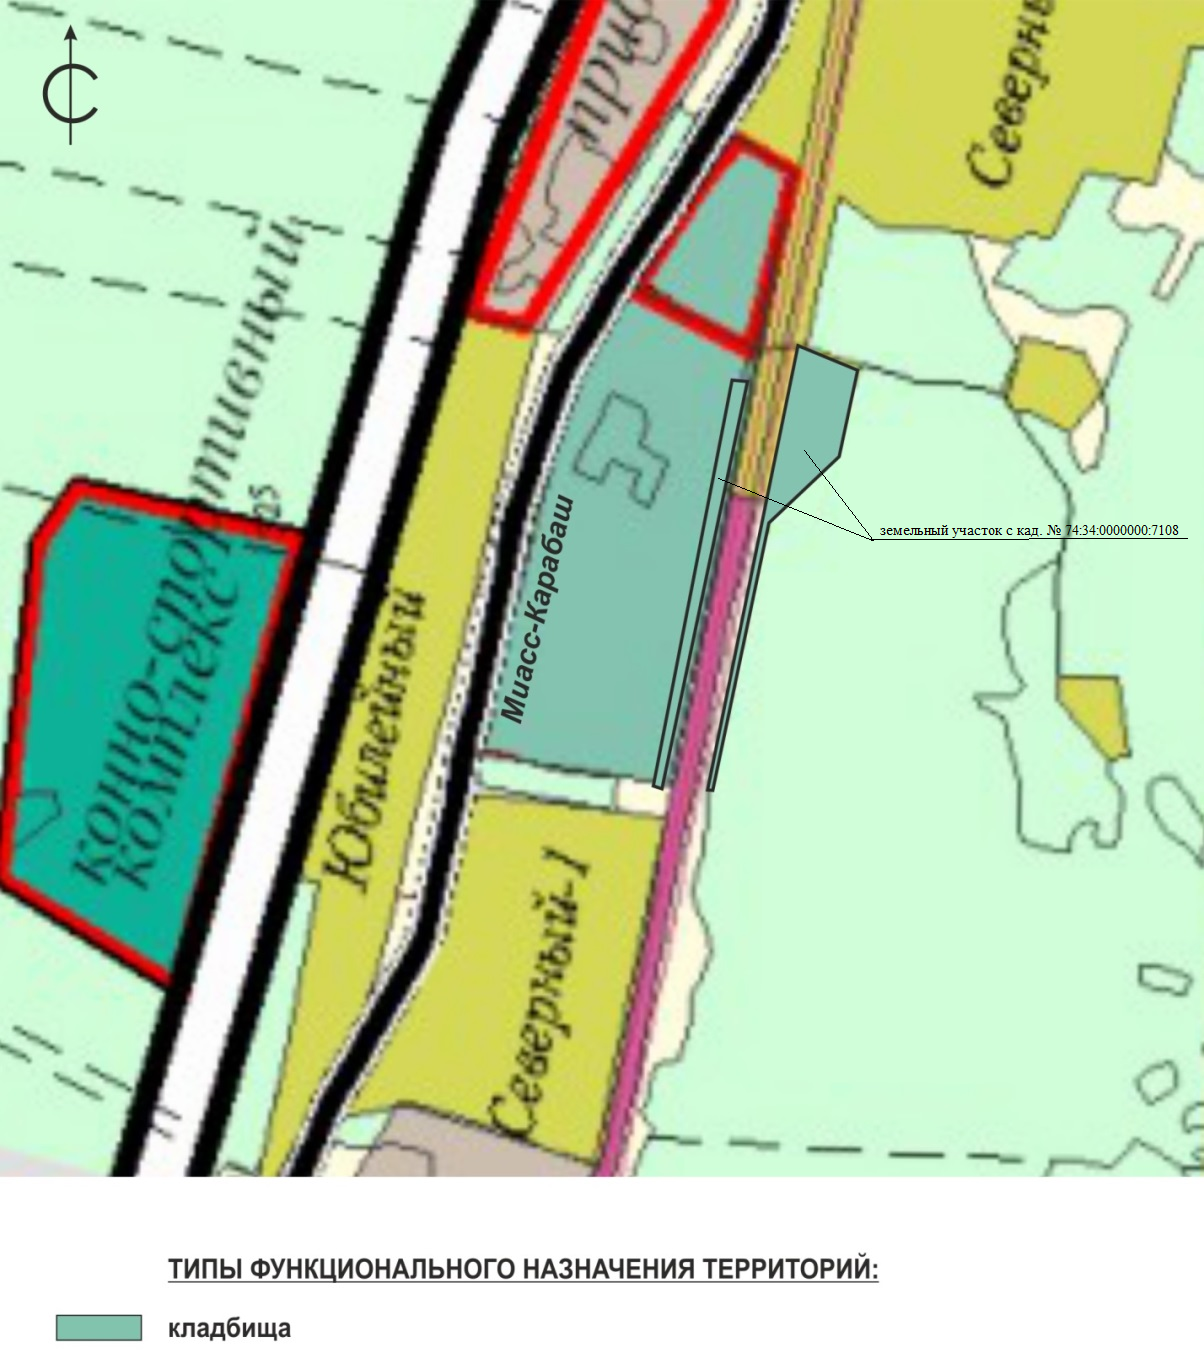 С
Северны
конно-спортивный
комплекс
25
Миасс-Карабаш
земельный участок с кад. № 74:34:0000000:7108
Юбилейный
Северный-1
ТИПЫ ФУНКЦИОНАЛЬНОГО НАЗНАЧЕНИЯ ТЕРРИТОРИЙ:
кладбища